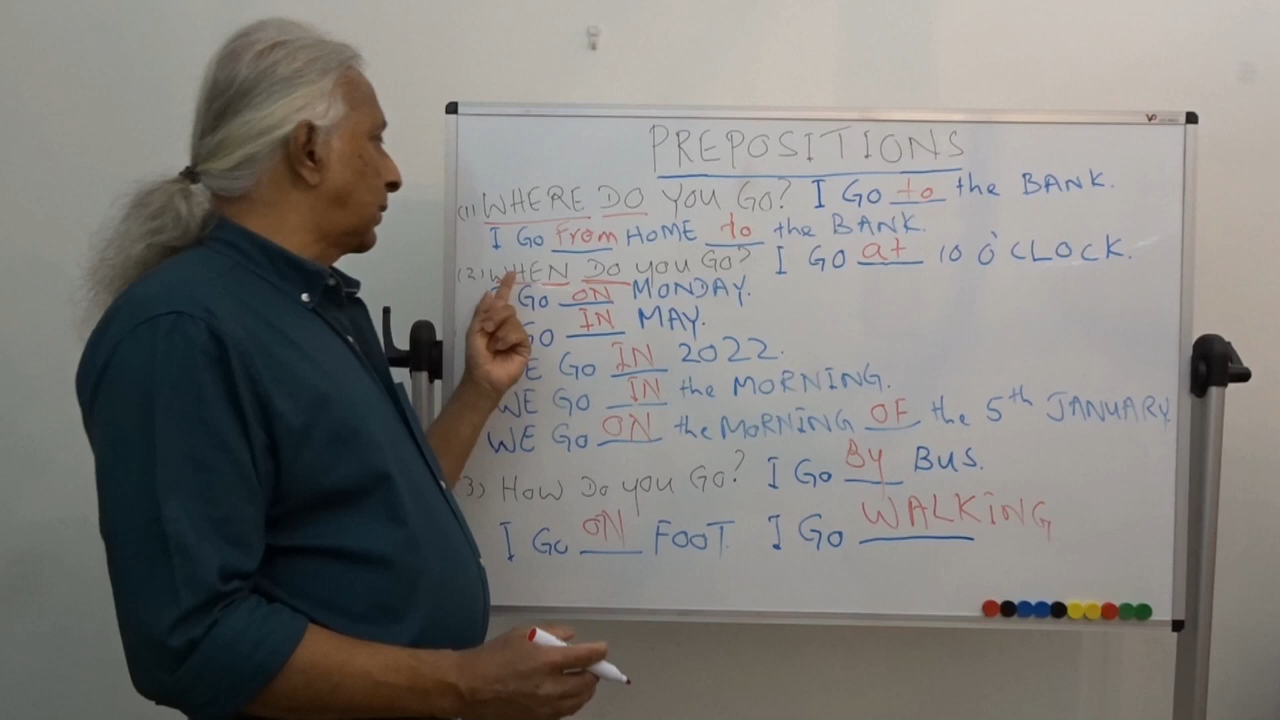 PREPOSITIONS
(1) WHERE DO YOU GO? I GO to the BANK.
I GO from HOME to the BANK.
(2) WHEN DO you GO? I GO at 10 O'CLOCK.
GO ON MONDAY.
GO IN MAY.
WE GO IN 2022.
WE GO IN the MORNING.
WE GO ON the MORNING OF the 5th JANUARY
3) HOW DO you GO? I GO BY BUS.
I GO ON FOOT. I GO WALKING